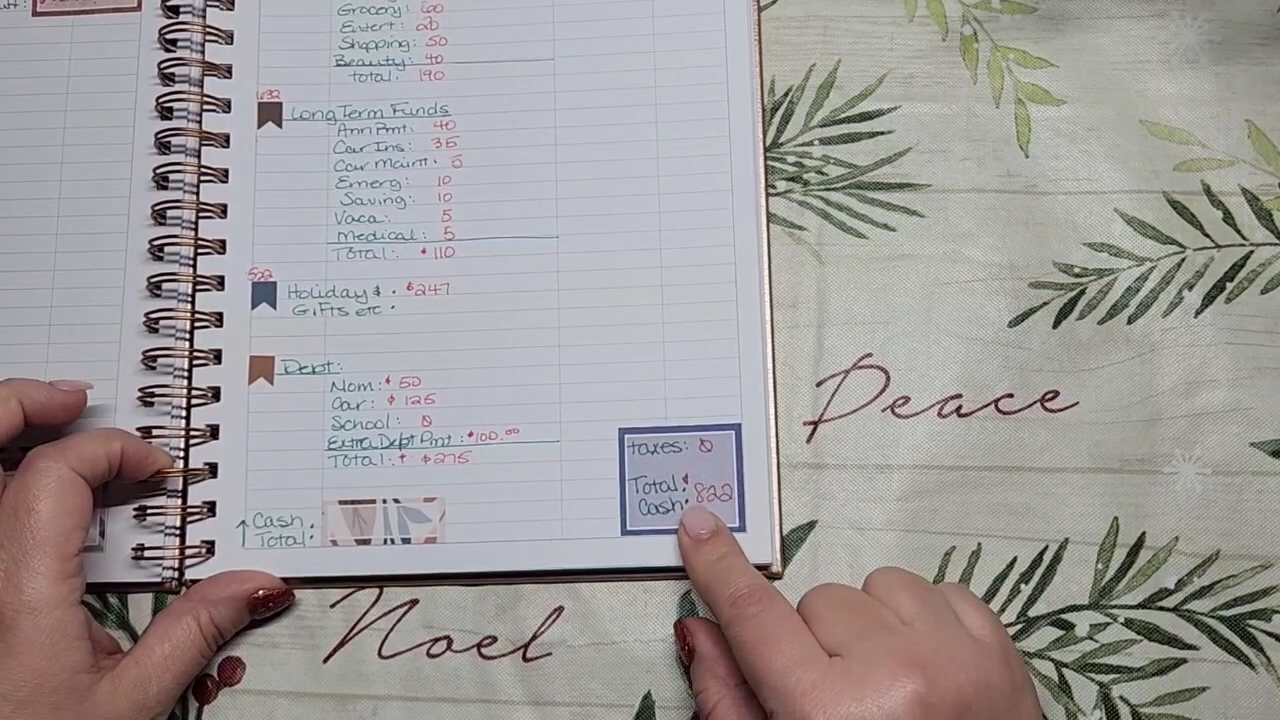 Grocery: 60
Entert: 20
Shopping: 50
Beauty: 40
total: 190
632
Long Term Funds
Ann Pmt: 40
Car Ins: 35
Car Maint: 5
Emerg: 10
Saving: 10
Vaca: 5
Medical: 5
Total: $110
522
Holiday $: $247
Gifts etc:
Dept:
Mom: $50
Car: $125
School: 0
Extra Dept Pmt: $100.00
Total: $ $275
Cash
Total:
taxes: 0
Total $
Cash: 822
Peace
Noel